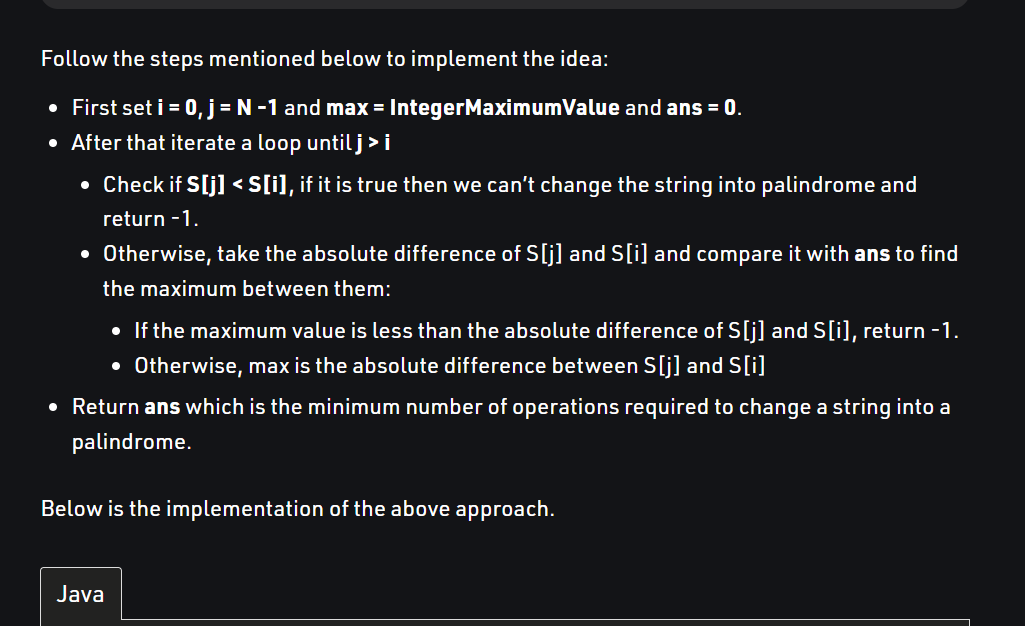 Follow the steps mentioned below to implement the idea:
• First set i = 0, j = N -1 and max = IntegerMaximumValue and ans = 0.
• After that iterate a loop until j > i
• Check if S[j] < S[i], if it is true then we can't change the string into palindrome and
return -1.
• Otherwise, take the absolute difference of S[j] and S[i] and compare it with ans to find
the maximum between them:
• If the maximum value is less than the absolute difference of S[j] and S[i], return -1.
• Otherwise, max is the absolute difference between S[j] and S[i]
• Return ans which is the minimum number of operations required to change a string into a
palindrome.
Below is the implementation of the above approach.
Java